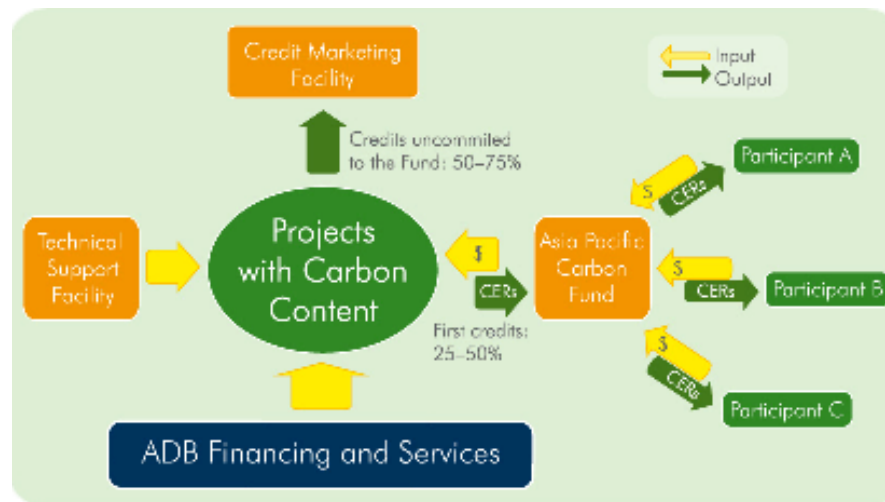 Credit Marketing
Facility
Input
Output
Credits uncommited
to the Fund: 50–75%
Participant A
$
CERs
Technical
Support
Facility
Projects
with Carbon
Content
$
CERs
Asia Pacific
Carbon
Fund
$
CERs
Participant B
First credits:
25–50%
$
CERs
Participant C
ADB Financing and Services